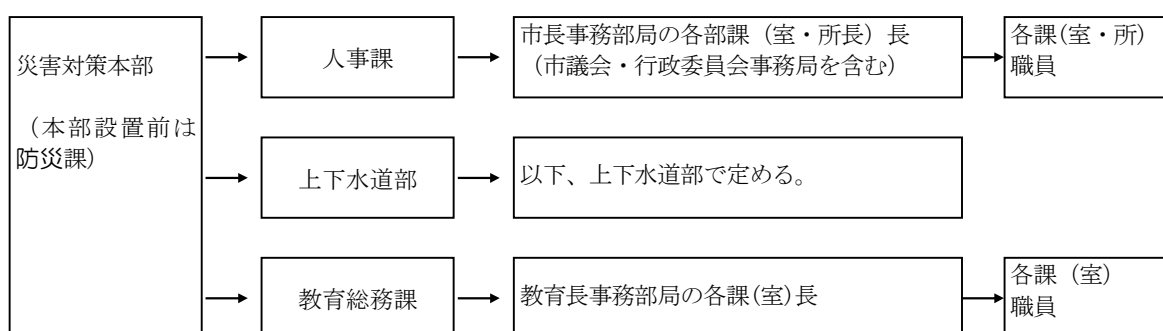 災害対策本部
（本部設置前は
防災課）
人事課
市長事務部局の各部課（室・所長）長
（市議会・行政委員会事務局を含む）
各課(室・所)
職員
上下水道部
以下、上下水道部で定める。
教育総務課
教育長事務部局の各課(室)長
各課（室）
職員